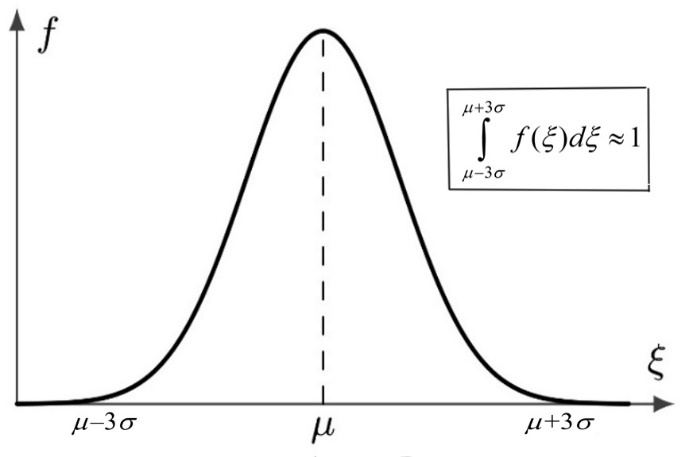 f
μ+3σ
∫ f(ξ)dξ ≈ 1
μ−3σ
ξ
μ−3σ
μ
μ+3σ